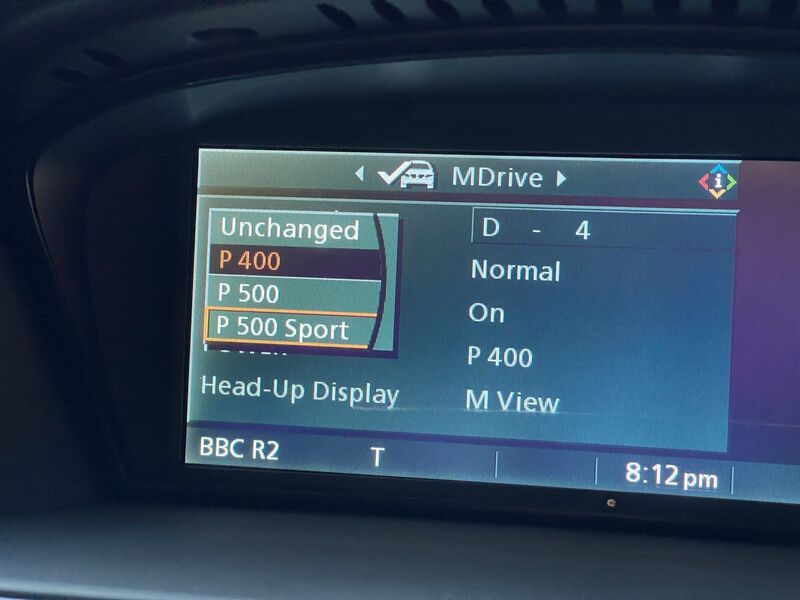 MDrive
i
Unchanged
P 400
P 500
P 500 Sport
D - 4
Normal
On
P 400
Head-Up Display M View
BBC R2 T 8:12 pm